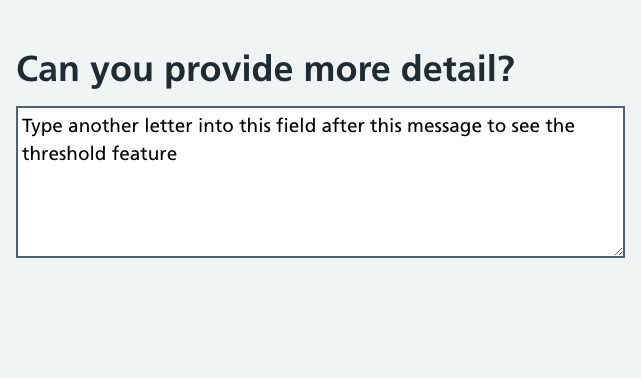 Can you provide more detail?
Type another letter into this field after this message to see the
threshold feature